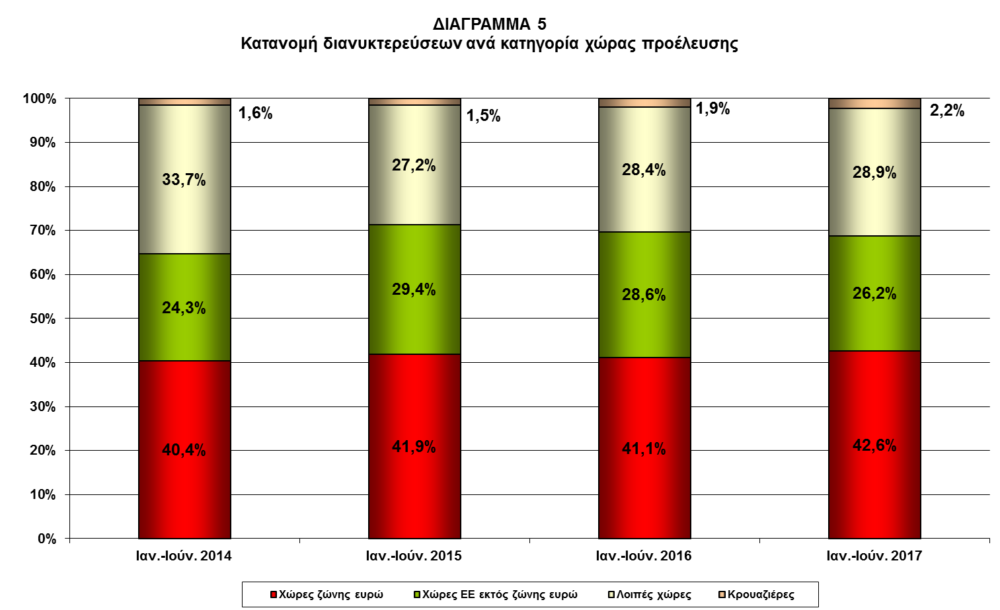 ΔΙΑΓΡΑΜΜΑ 5
Κατανομή διανυκτερεύσεων ανά κατηγορία χώρας προέλευσης
100%
90%
80%
70%
60%
50%
40%
30%
20%
10%
0%
1,6%
33,7%
24,3%
40,4%
1,5%
27,2%
29,4%
41,9%
1,9%
28,4%
28,6%
41,1%
2,2%
28,9%
26,2%
42,6%
Ιαν.-Ιούν. 2014
Ιαν.-Ιούν. 2015
Ιαν.-Ιούν. 2016
Ιαν.-Ιούν. 2017
Χώρες ζώνης ευρώ
Χώρες ΕΕ εκτός ζώνης ευρώ
Λοιπές χώρες
Κρουαζιέρες